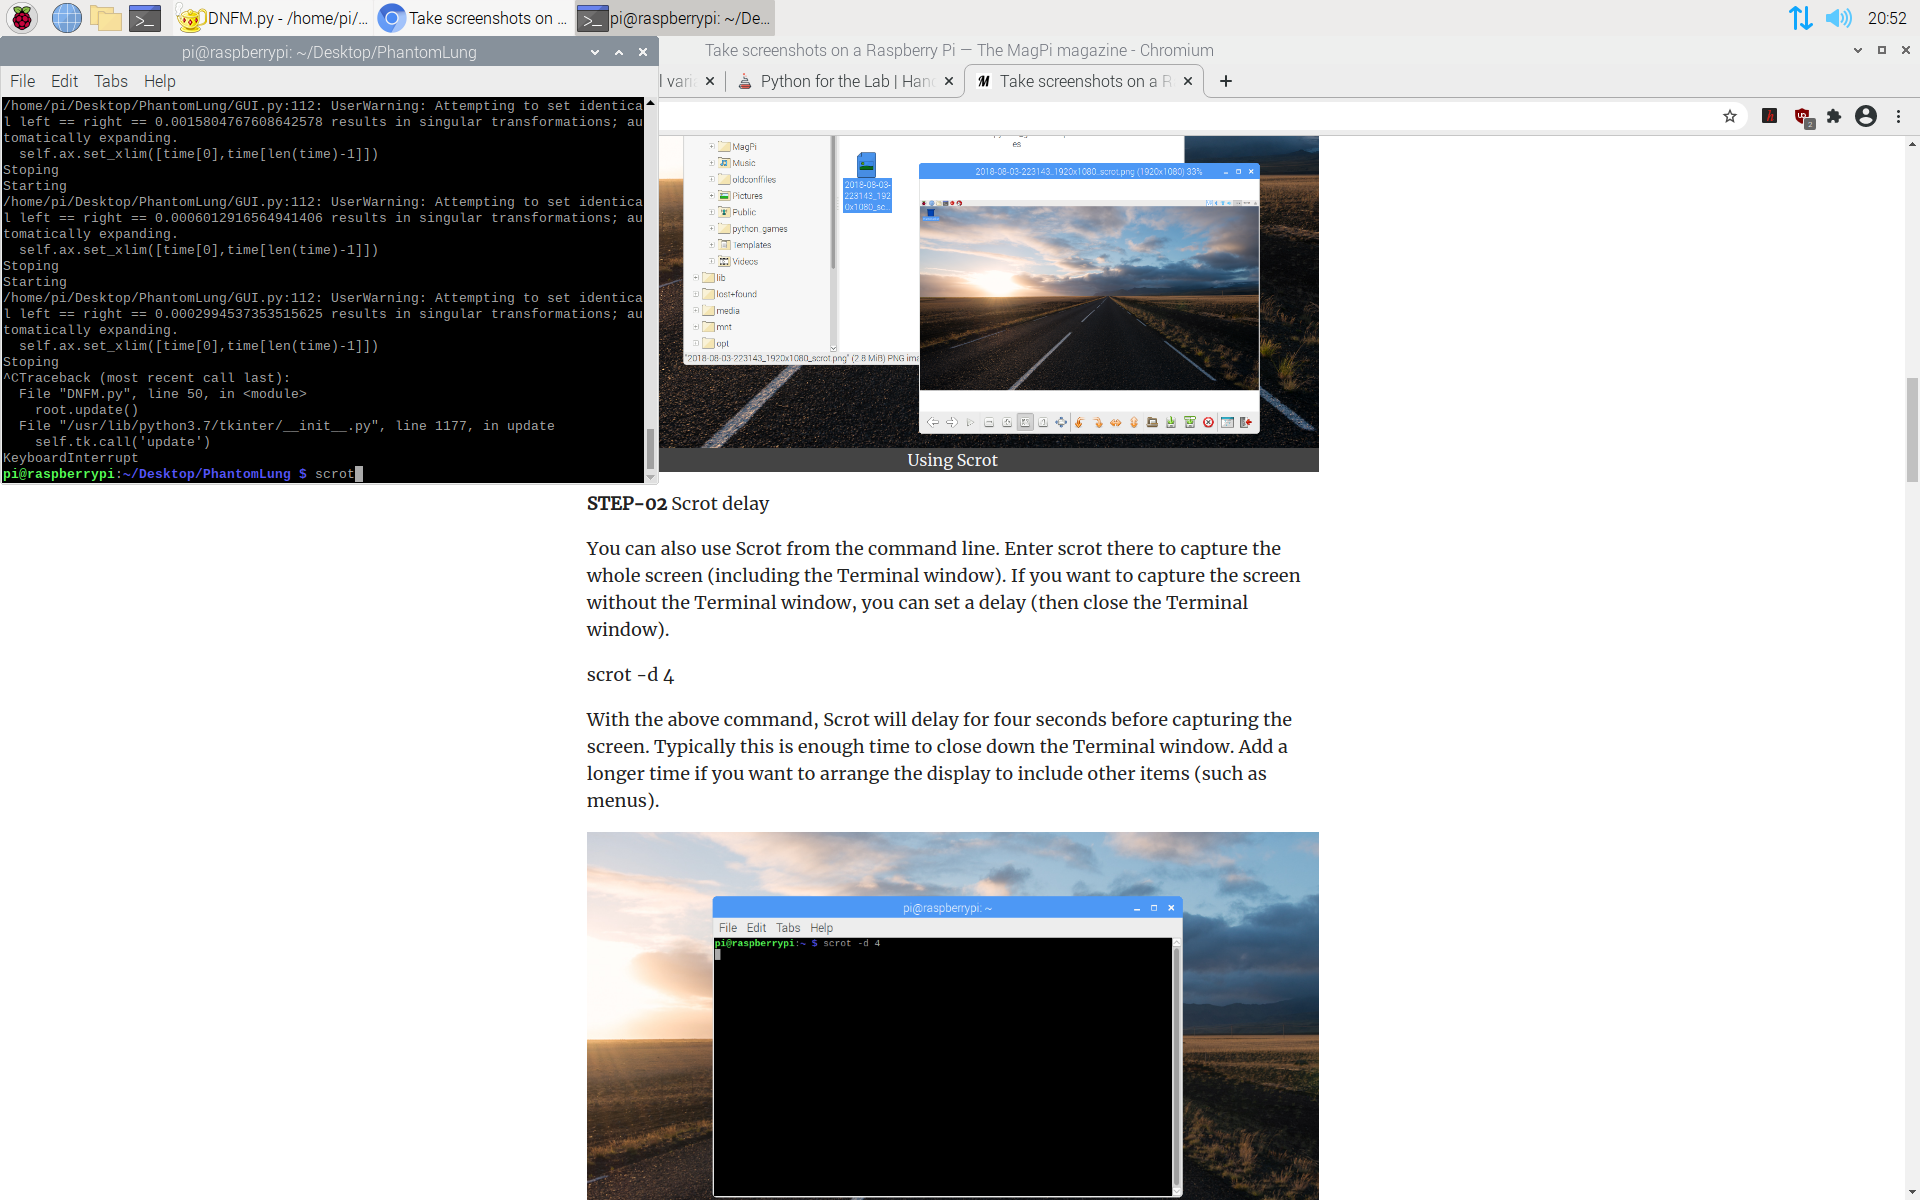 DNFM.py - /home/pi/...
Take screenshots on ...
pi@raspberrypi: ~/De...
20:52
pi@raspberrypi: ~/Desktop/PhantomLung
File Edit Tabs Help
/home/pi/Desktop/PhantomLung/GUI.py:112: UserWarning: Attempting to set identica
l left == right == 0.0015804767608642578 results in singular transformations; au
tomatically expanding.
self.ax.set_xlim([time[0],time[len(time)-1]])
Stoping
Starting
/home/pi/Desktop/PhantomLung/GUI.py:112: UserWarning: Attempting to set identica
l left == right == 0.0006012916564941406 results in singular transformations; au
tomatically expanding.
self.ax.set_xlim([time[0],time[len(time)-1]])
Stoping
Starting
/home/pi/Desktop/PhantomLung/GUI.py:112: UserWarning: Attempting to set identica
l left == right == 0.0002994537353515625 results in singular transformations; au
tomatically expanding.
self.ax.set_xlim([time[0],time[len(time)-1]])
Stoping
^CTraceback (most recent call last):
File "DNFM.py", line 50, in <module>
root.update()
File "/usr/lib/python3.7/tkinter/__init__.py", line 1177, in update
self.tk.call('update')
KeyboardInterrupt
pi@raspberrypi:~/Desktop/PhantomLung $ scrot
Take screenshots on a Raspberry Pi — The MagPi magazine - Chromium
l vari
Python for the Lab | Hand
Take screenshots on a R
2
es
MagPi
Music
oldconffiles
Pictures
Public
python_games
Templates
Videos
lib
lost+found
media
mnt
opt
2018-08-03-
223143_192
0x1080_sc...
"2018-08-03-223143_1920x1080_scrot.png" (2.8 MiB) PNG ima
2018-08-03-223143_1920x1080_scrot.png (1920x1080) 33%
Using Scrot
STEP-02 Scrot delay
You can also use Scrot from the command line. Enter scrot there to capture the
whole screen (including the Terminal window). If you want to capture the screen
without the Terminal window, you can set a delay (then close the Terminal
window).
scrot -d 4
With the above command, Scrot will delay for four seconds before capturing the
screen. Typically this is enough time to close down the Terminal window. Add a
longer time if you want to arrange the display to include other items (such as
menus).
pi@raspberrypi: ~
File Edit Tabs Help
pi@raspberrypi:~ $ scrot -d 4